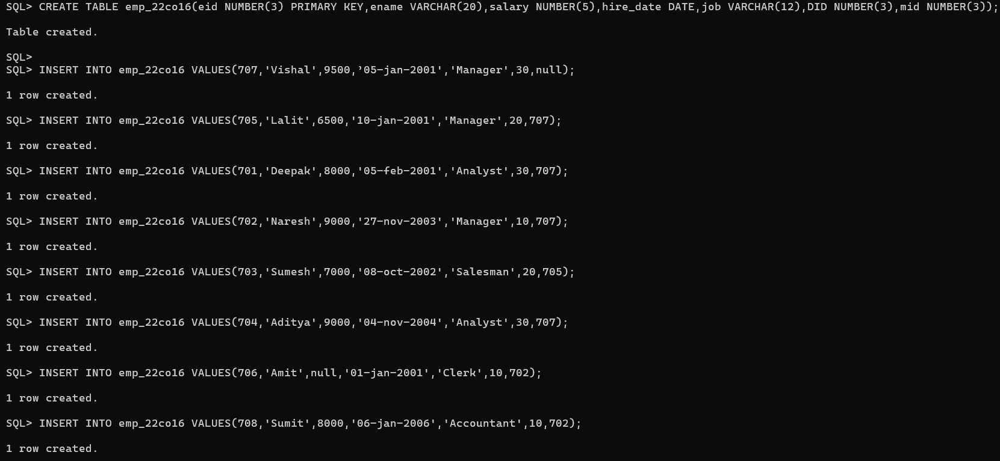 SQL> CREATE TABLE emp_22co16(eid NUMBER(3) PRIMARY KEY,ename VARCHAR(20),salary NUMBER(5),hire_date DATE,job VARCHAR(12),DID NUMBER(3),mid NUMBER(3));
Table created.
SQL>
SQL> INSERT INTO emp_22co16 VALUES(707,'Vishal',9500,’05-jan-2001','Manager',30,null);
1 row created.
SQL> INSERT INTO emp_22co16 VALUES(705,'Lalit',6500,'10-jan-2001','Manager',20,707);
1 row created.
SQL> INSERT INTO emp_22co16 VALUES(701,'Deepak',8000,'05-feb-2001','Analyst',30,707);
1 row created.
SQL> INSERT INTO emp_22co16 VALUES(702,'Naresh',9000,'27-nov-2003','Manager',10,707);
1 row created.
SQL> INSERT INTO emp_22co16 VALUES(703,'Sumesh',7000,'08-oct-2002','Salesman',20,705);
1 row created.
SQL> INSERT INTO emp_22co16 VALUES(704,'Aditya',9000,'04-nov-2004','Analyst',30,707);
1 row created.
SQL> INSERT INTO emp_22co16 VALUES(706,'Amit',null,'01-jan-2001','Clerk',10,702);
1 row created.
SQL> INSERT INTO emp_22co16 VALUES(708,'Sumit',8000,'06-jan-2006','Accountant',10,702);
1 row created.